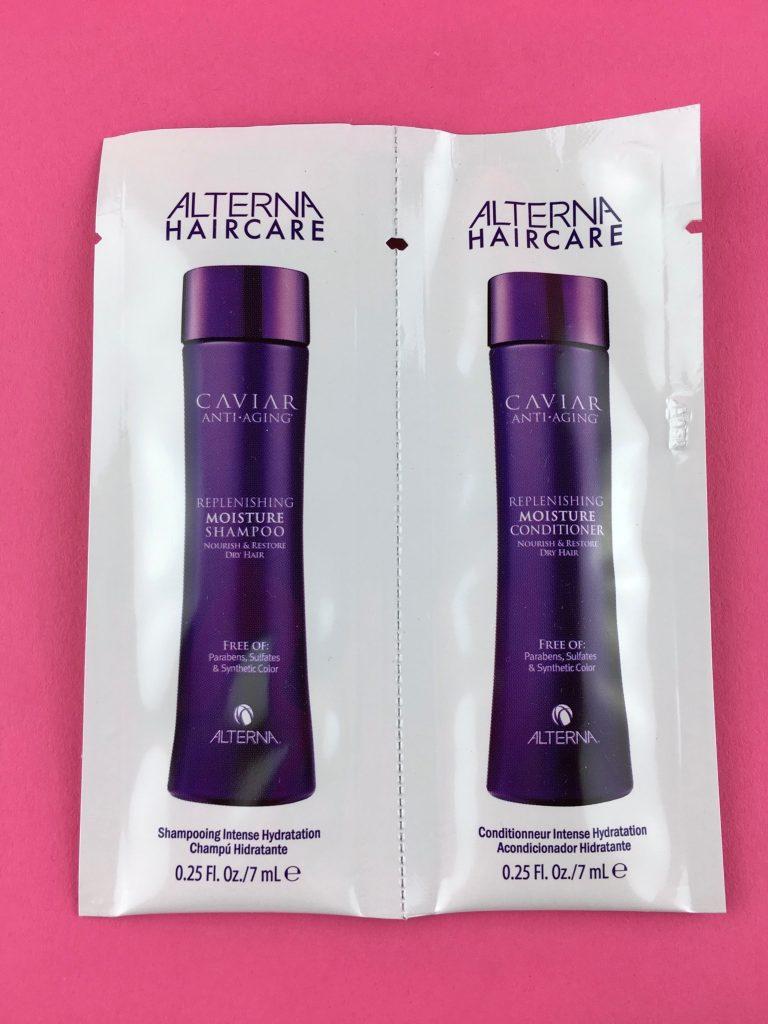 ALTERNA
HAIRCARE
CAVIAR
ANTI-AGING
REPLENISHING
MOISTURE
SHAMPOO
NOURISH & RESTORE
DRY HAIR
FREE OF:
Parabens, Sulfates
& Synthetic Color
ALTERNA
Shampooing Intense Hydratation
Champú Hidratante
0.25 Fl. Oz./7 mL ℮
ALTERNA
HAIRCARE
CAVIAR
ANTI-AGING
REPLENISHING
MOISTURE
CONDITIONER
NOURISH & RESTORE
DRY HAIR
FREE OF:
Parabens, Sulfates
& Synthetic Color
ALTERNA
Conditionneur Intense Hydratation
Acondicionador Hidratante
0.25 Fl. Oz./7 mL ℮